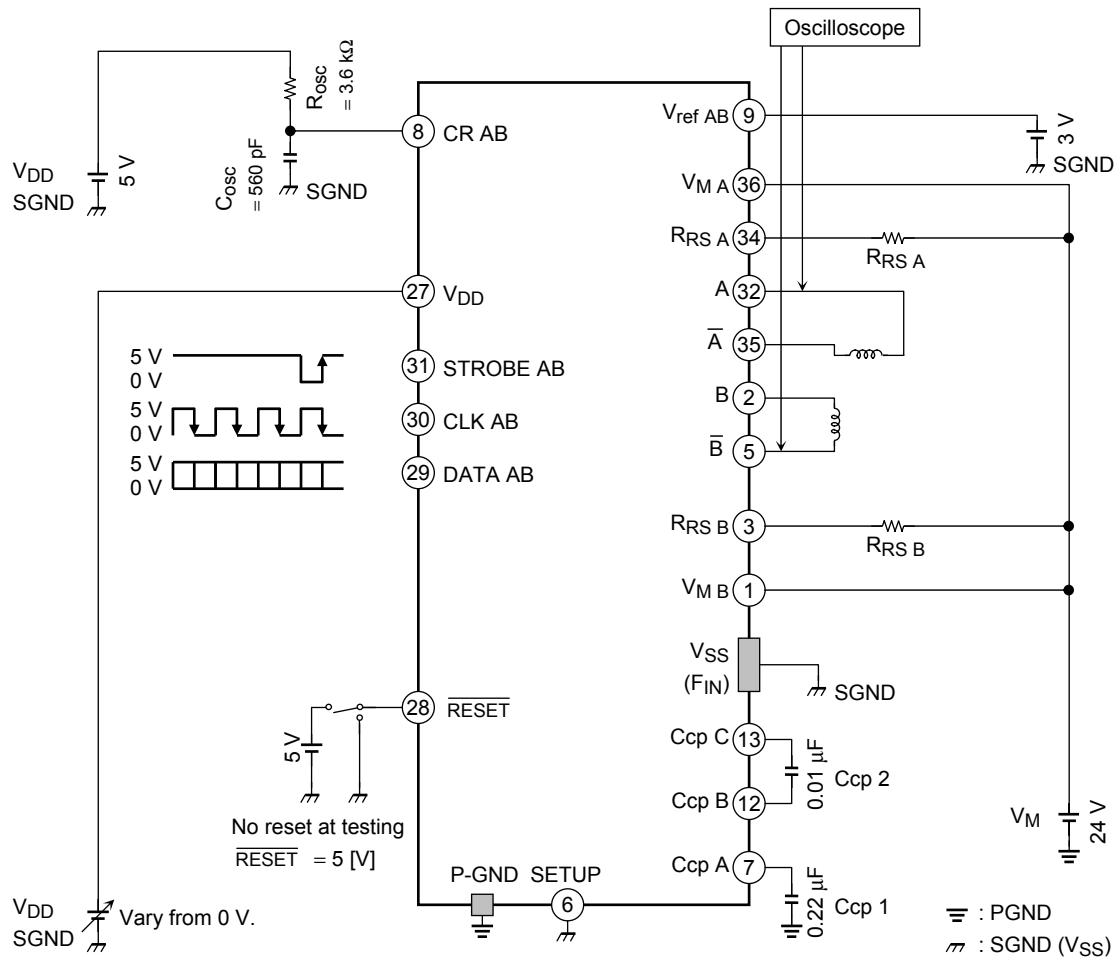 Oscilloscope
Rosc
= 3.6 kΩ
VDD
SGND
5 V
Cosc
= 560 pF
SGND
8
CR AB
Vref AB
9
3 V
SGND
VM A
36
RRS A
34
RRS A
A
32
A
35
B
2
B
5
27
VDD
5 V
0 V
31
STROBE AB
5 V
0 V
30
CLK AB
5 V
0 V
29
DATA AB
RRS B
3
RRS B
VM B
1
VSS
(FIN)
SGND
28
RESET
5 V
No reset at testing
RESET = 5 [V]
Ccp C
13
0.01 μF
Ccp 2
Ccp B
12
VM
24 V
Ccp A
7
0.22 μF
Ccp 1
P-GND
SETUP
6
VDD
SGND
Vary from 0 V.
: PGND
: SGND (VSS)